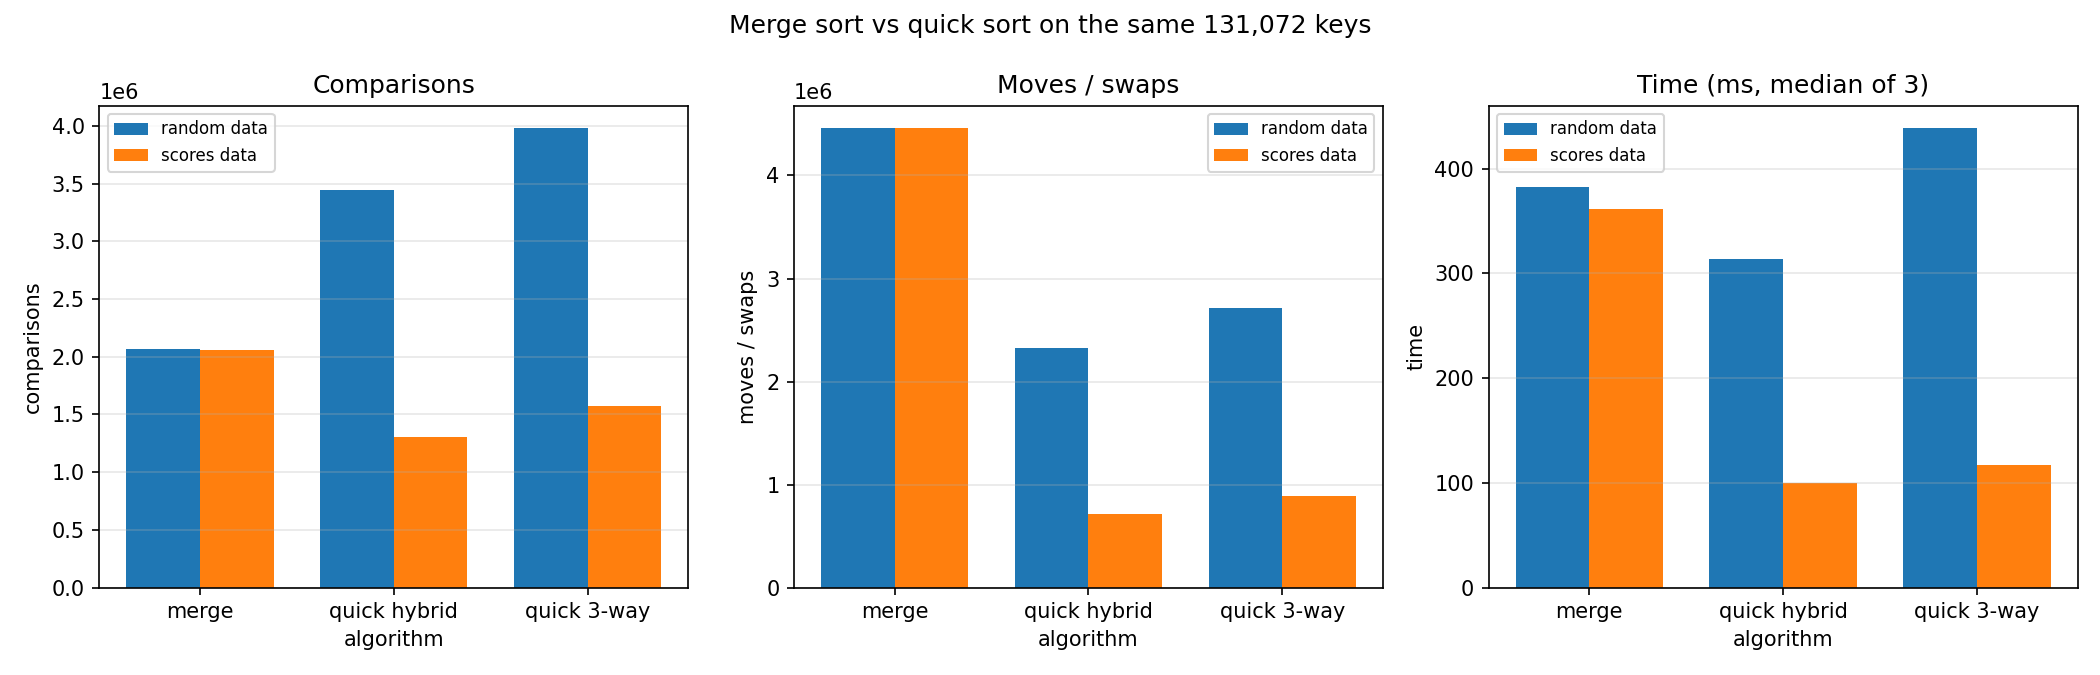 Merge sort vs quick sort on the same 131,072 keys
Comparisons
1e6
random data
scores data
4.0
3.5
3.0
2.5
2.0
1.5
1.0
0.5
0.0
comparisons
merge
quick hybrid
quick 3-way
algorithm
Moves / swaps
1e6
random data
scores data
4
3
2
1
0
moves / swaps
merge
quick hybrid
quick 3-way
algorithm
Time (ms, median of 3)
random data
scores data
400
300
200
100
0
time
merge
quick hybrid
quick 3-way
algorithm